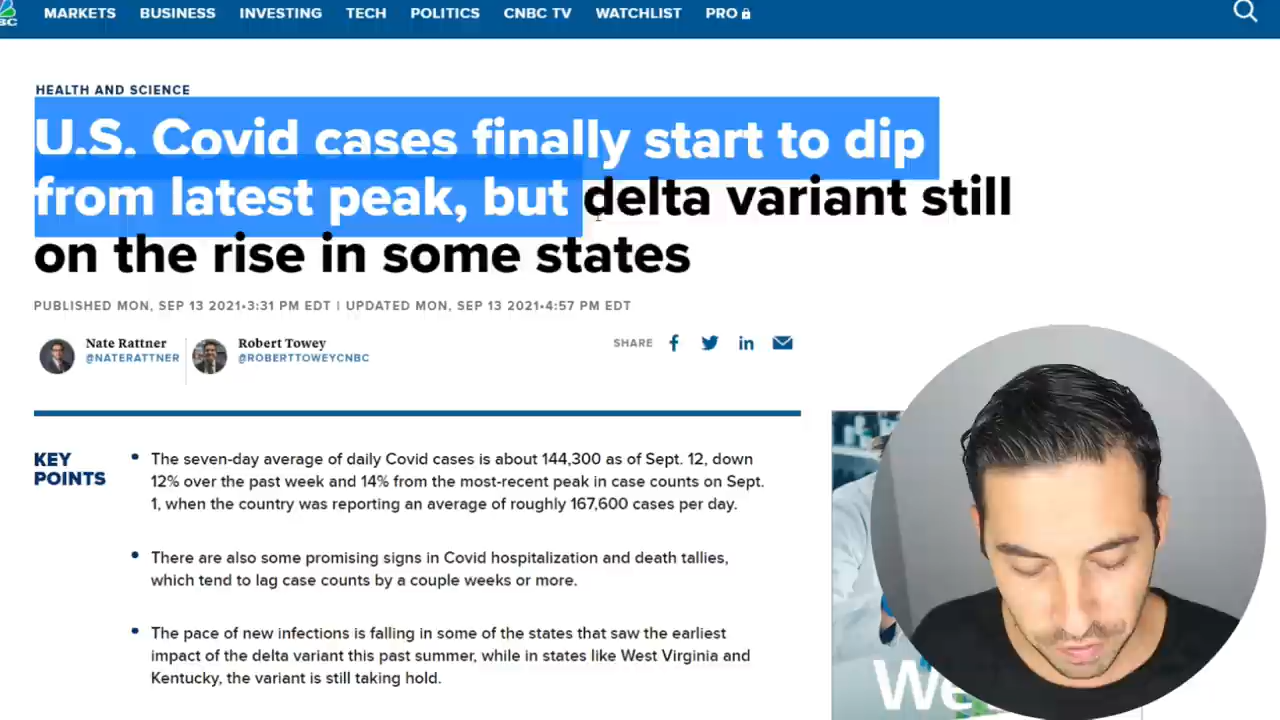 MARKETS BUSINESS INVESTING TECH POLITICS CNBC TV WATCHLIST PRO
HEALTH AND SCIENCE
U.S. Covid cases finally start to dip
from latest peak, but delta variant still
on the rise in some states
PUBLISHED MON, SEP 13 2021•3:31 PM EDT | UPDATED MON, SEP 13 2021•4:57 PM EDT
Nate Rattner
@NATERATTNER
Robert Towey
@ROBERTTOWEYCNBC
SHARE
KEY
POINTS
• The seven-day average of daily Covid cases is about 144,300 as of Sept. 12, down
12% over the past week and 14% from the most-recent peak in case counts on Sept.
1, when the country was reporting an average of roughly 167,600 cases per day.
• There are also some promising signs in Covid hospitalization and death tallies,
which tend to lag case counts by a couple weeks or more.
• The pace of new infections is falling in some of the states that saw the earliest
impact of the delta variant this past summer, while in states like West Virginia and
Kentucky, the variant is still taking hold.